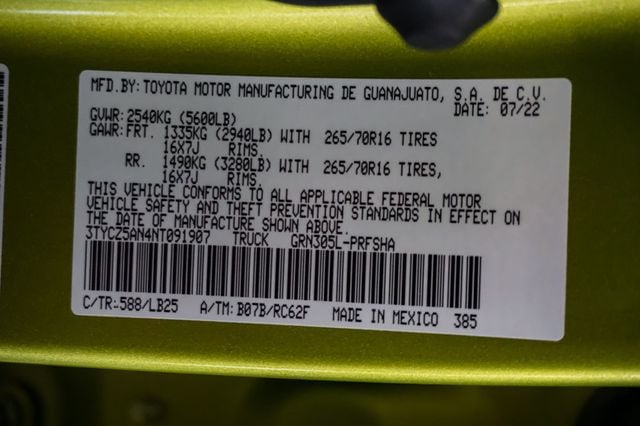 MFD.BY:TOYOTA MOTOR MANUFACTURING DE GUANAJUATO, S.A. DE C.V.
DATE: 07/22
GVWR:2540KG (5600LB)
GAWR:FRT. 1335KG (2940LB) WITH 265/70R16 TIRES
16X7J RIMS.
RR. 1490KG (3280LB) WITH 265/70R16 TIRES,
16X7J RIMS.
THIS VEHICLE CONFORMS TO ALL APPLICABLE FEDERAL MOTOR
VEHICLE SAFETY AND THEFT PREVENTION STANDARDS IN EFFECT ON
THE DATE OF MANUFACTURE SHOWN ABOVE.
3TYCZ5AN4NT091907 TRUCK GRN305L-PRFSHA
C/TR:588/LB25 A/TM:B07B/RC62F MADE IN MEXICO 385